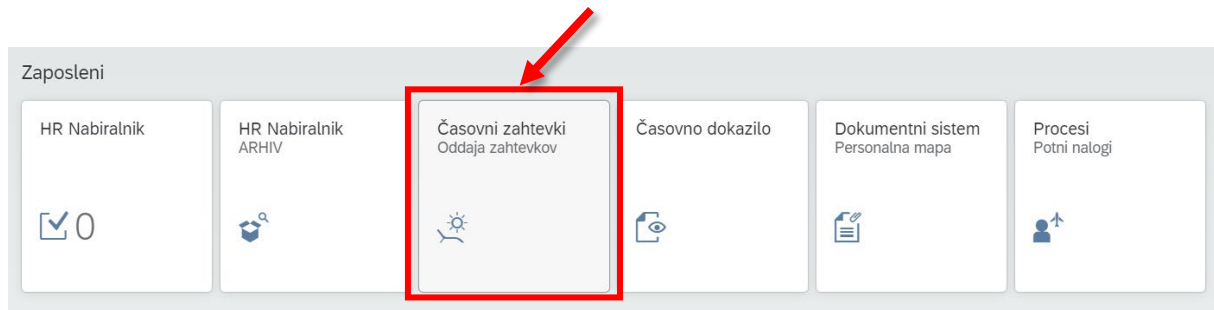 Zaposleni
HR Nabiralnik
0
HR Nabiralnik
ARHIV
Časovni zahtevki
Oddaja zahtevkov
Časovno dokazilo
Dokumentni sistem
Personalna mapa
Procesi
Potni nalogi